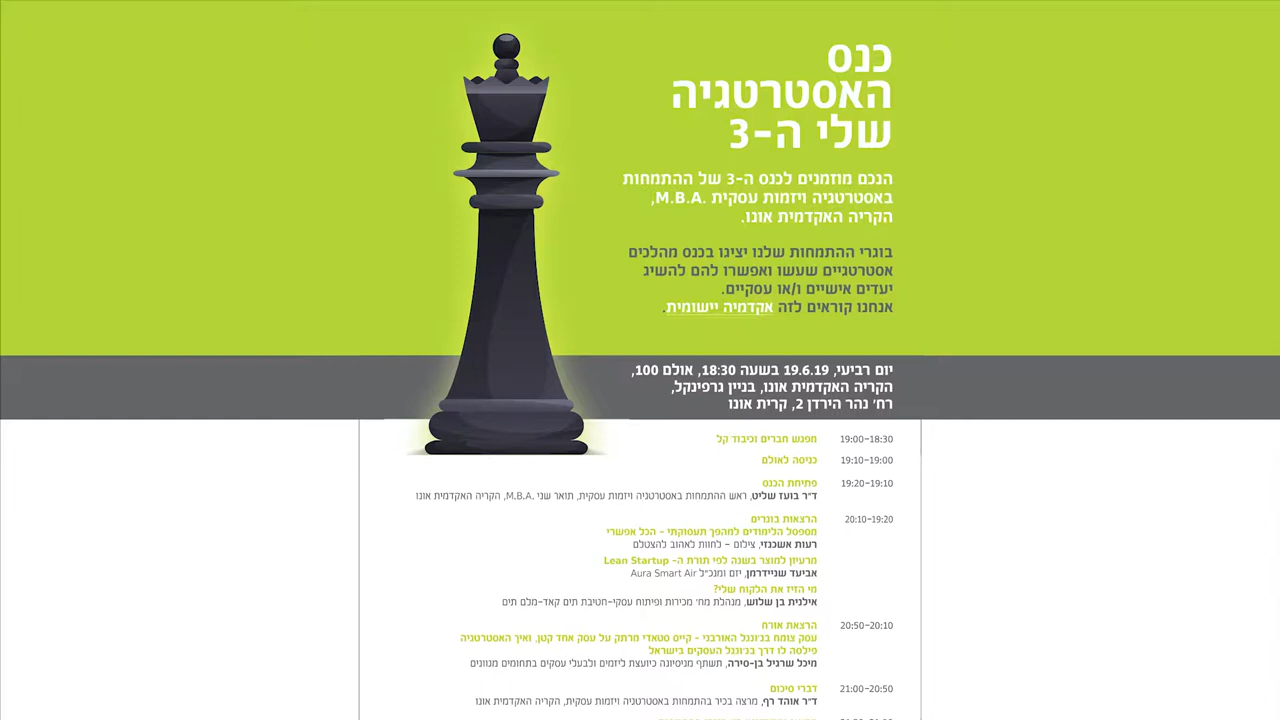 כנס
האסטרטגיה
שלי ה-3
הנכם מוזמנים לכנס ה-3 של ההתמחות
באסטרטגיה ויזמות עסקית M.B.A.,
הקריה האקדמית אונו.
בוגרי ההתמחות שלנו יציגו בכנס מהלכים
אסטרטגיים שעשו ואפשרו להם להשיג
יעדים אישיים ו/או עסקיים.
אנחנו קוראים לזה אקדמיה יישומית.
יום רביעי, 19.6.19 בשעה 18:30, אולם 100,
הקריה האקדמית אונו, בניין גרפינקל,
רח' נהר הירדן 2, קרית אונו
19:00-18:30 מפגש חברים וכיבוד קל
19:10-19:00 כניסה לאולם
19:20-19:10 פתיחת הכנס
ד"ר בועז שליט, ראש ההתמחות באסטרטגיה ויזמות עסקית, תואר שני M.B.A., הקריה האקדמית אונו
20:10-19:20 הרצאות בוגרים
מספסל הלימודים למהפך תעסוקתי - הכל אפשרי
רעות אשכנזי, צילום - לחוות לאהוב להצטלם
מרעיון למוצר בשנה לפי תורת ה- Lean Startup
אביעד שניידרמן, יזם ומנכ"ל Aura Smart Air
מי הזיז את הלקוח שלי?
אילנית בן שלוש, מנהלת מח' מכירות ופיתוח עסקי-חטיבת תים קאד-מלם תים
20:50-20:10 הרצאת אורח
עסק צומח בג'ונגל האורבני - קייס סטאדי מרתק על עסק אחד קטן, ואיך האסטרטגיה
פילסה לו דרך בג'ונגל העסקים בישראל
מיכל שרגיל בן-סירה, תשתף מניסיונה כיועצת ליזמים ולבעלי עסקים בתחומים מגוונים
21:00-20:50 דברי סיכום
ד"ר אוהד רף, מרצה בכיר בהתמחות באסטרטגיה ויזמות עסקית, הקריה האקדמית אונו